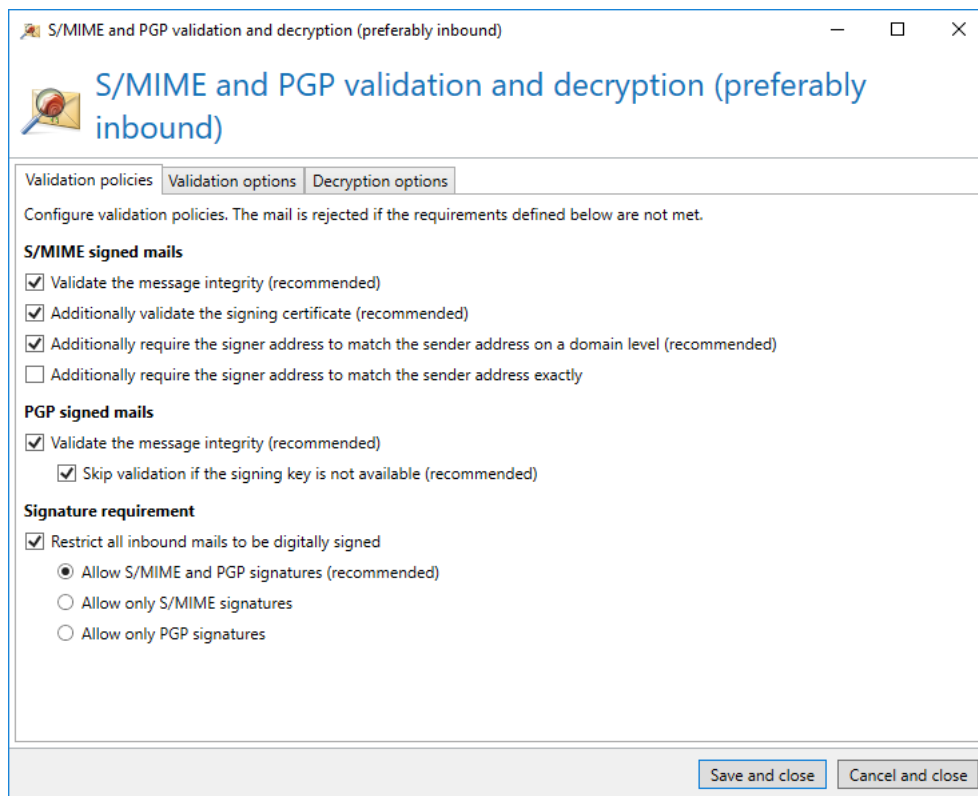 S/MIME and PGP validation and decryption (preferably inbound)
S/MIME and PGP validation and decryption (preferably
inbound)
Validation policies Validation options Decryption options
Configure validation policies. The mail is rejected if the requirements defined below are not met.
S/MIME signed mails
Validate the message integrity (recommended)
Additionally validate the signing certificate (recommended)
Additionally require the signer address to match the sender address on a domain level (recommended)
Additionally require the signer address to match the sender address exactly
PGP signed mails
Validate the message integrity (recommended)
Skip validation if the signing key is not available (recommended)
Signature requirement
Restrict all inbound mails to be digitally signed
Allow S/MIME and PGP signatures (recommended)
Allow only S/MIME signatures
Allow only PGP signatures
Save and close Cancel and close